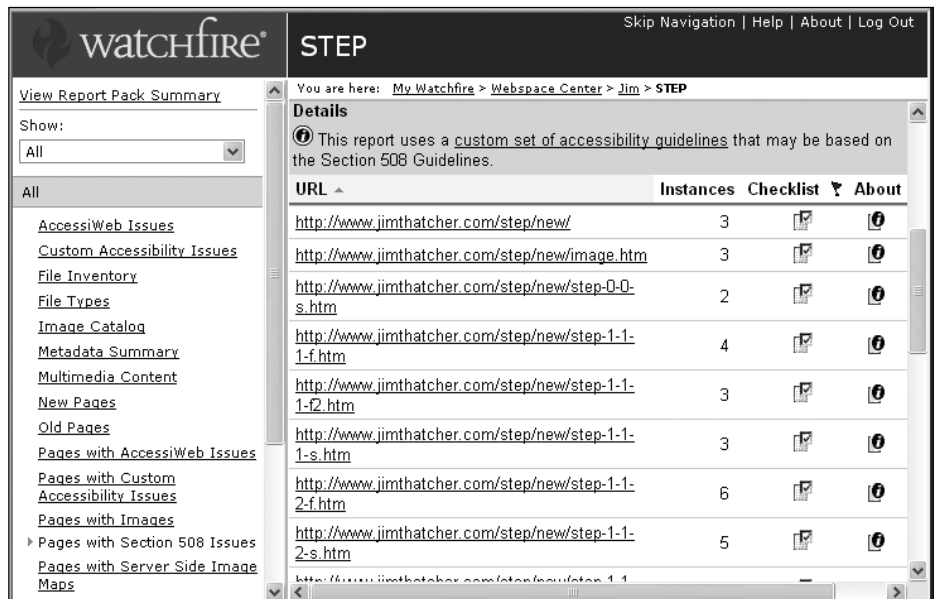 watchfire®
STEP
Skip Navigation | Help | About | Log Out
View Report Pack Summary
Show:
All
All
AccessiWeb Issues
Custom Accessibility Issues
File Inventory
File Types
Image Catalog
Metadata Summary
Multimedia Content
New Pages
Old Pages
Pages with AccessiWeb Issues
Pages with Custom
Accessibility Issues
Pages with Images
Pages with Section 508 Issues
Pages with Server Side Image
Maps
You are here: My Watchfire > Webspace Center > Jim > STEP
Details
This report uses a custom set of accessibility guidelines that may be based on
the Section 508 Guidelines.
URL Instances Checklist About
http://www.jimthatcher.com/step/new/ 3
http://www.jimthatcher.com/step/new/image.htm 3
http://www.jimthatcher.com/step/new/step-0-0-
s.htm 2
http://www.jimthatcher.com/step/new/step-1-1-
1-f.htm 4
http://www.jimthatcher.com/step/new/step-1-1-
1-f2.htm 3
http://www.jimthatcher.com/step/new/step-1-1-
1-s.htm 3
http://www.jimthatcher.com/step/new/step-1-1-
2-f.htm 6
http://www.jimthatcher.com/step/new/step-1-1-
2-s.htm 5